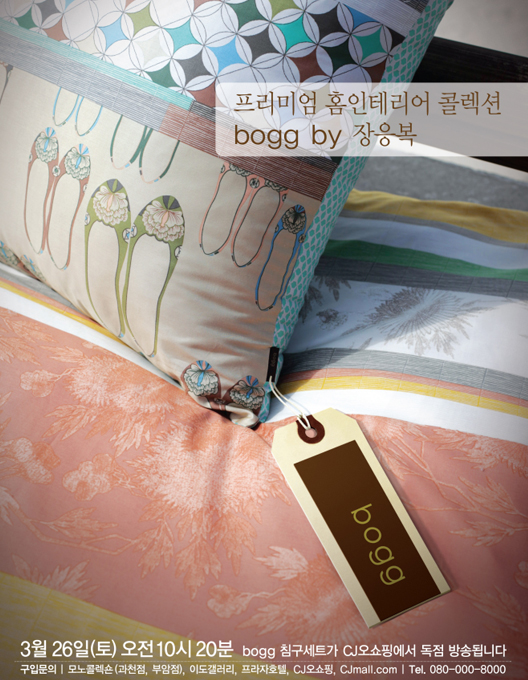 프리미엄 홈인테리어 콜렉션
bogg by 장응복
bogg
3월 26일(토) 오전 10시 20분 bogg 침구세트가 CJ오쇼핑에서 독점 방송됩니다
구입문의 | 모노콜렉숀(과천점, 부암점), 이도갤러리, 프라자호텔, CJ오쇼핑, CJmall.com | Tel. 080-000-8000